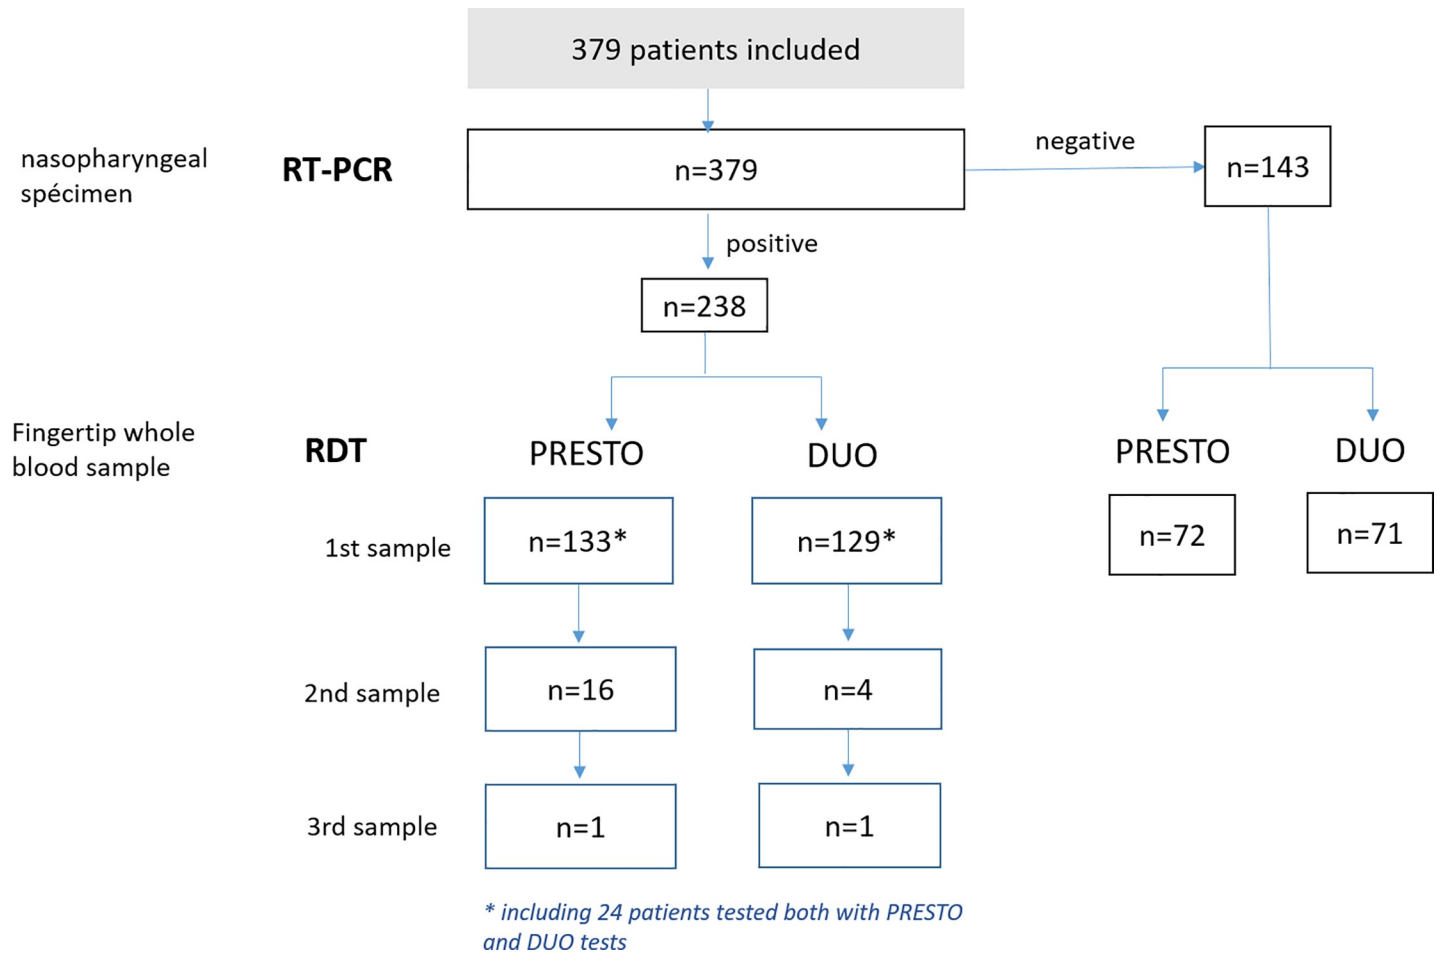 379 patients included
nasopharyngeal
spécimen
RT-PCR
n=379
negative
n=143
positive
n=238
Fingertip whole
blood sample
RDT
PRESTO
DUO
PRESTO
DUO
1st sample
n=133*
n=129*
n=72
n=71
2nd sample
n=16
n=4
3rd sample
n=1
n=1
* including 24 patients tested both with PRESTO
and DUO tests